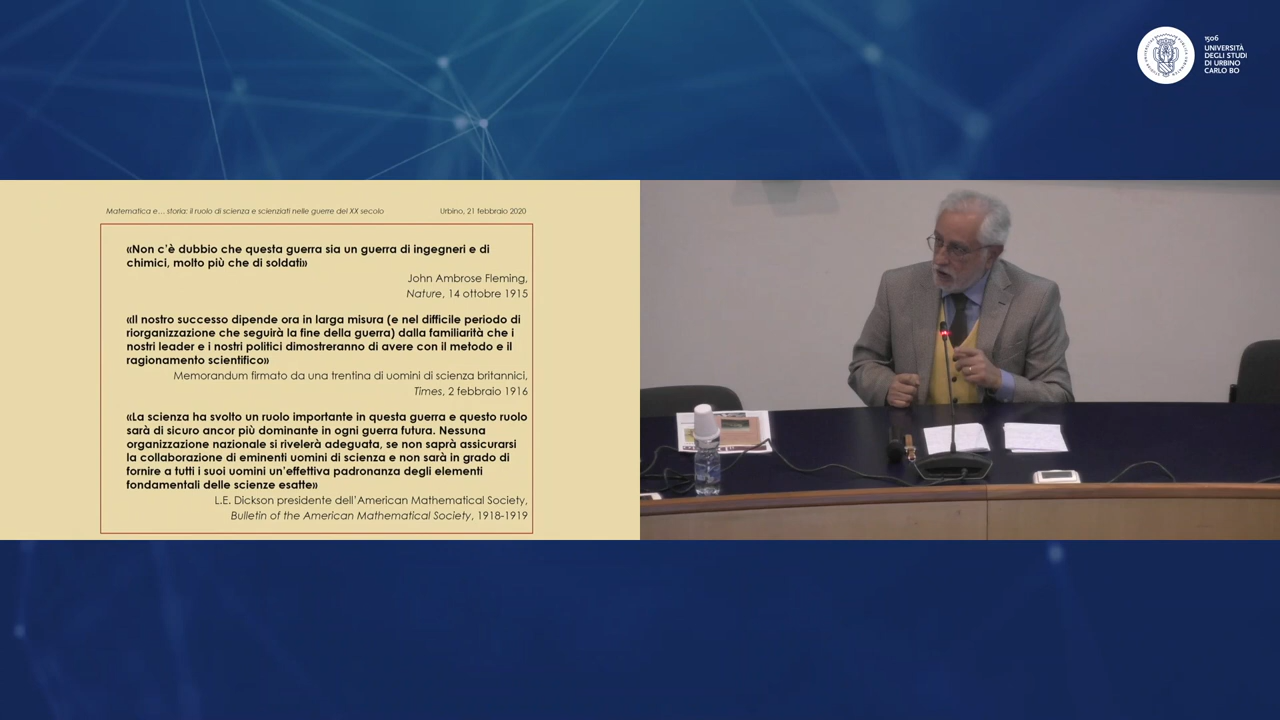 1506
UNIVERSITÀ
DEGLI STUDI
DI URBINO
CARLO BO
Matematica e... storia: il ruolo di scienza e scienziati nelle guerre del XX secolo
Urbino, 21 febbraio 2020
«Non c'è dubbio che questa guerra sia un guerra di ingegneri e di
chimici, molto più che di soldati»
John Ambrose Fleming,
Nature, 14 ottobre 1915
«Il nostro successo dipende ora in larga misura (e nel difficile periodo di
riorganizzazione che seguirà la fine della guerra) dalla familiarità che i
nostri leader e i nostri politici dimostreranno di avere con il metodo e il
ragionamento scientifico»
Memorandum firmato da una trentina di uomini di scienza britannici,
Times, 2 febbraio 1916
«La scienza ha svolto un ruolo importante in questa guerra e questo ruolo
sarà di sicuro ancor più dominante in ogni guerra futura. Nessuna
organizzazione nazionale si rivelerà adeguata, se non saprà assicurarsi
la collaborazione di eminenti uomini di scienza e non sarà in grado di
fornire a tutti i suoi uomini un'effettiva padronanza degli elementi
fondamentali delle scienze esatte»
L.E. Dickson presidente dell'American Mathematical Society,
Bulletin of the American Mathematical Society, 1918-1919